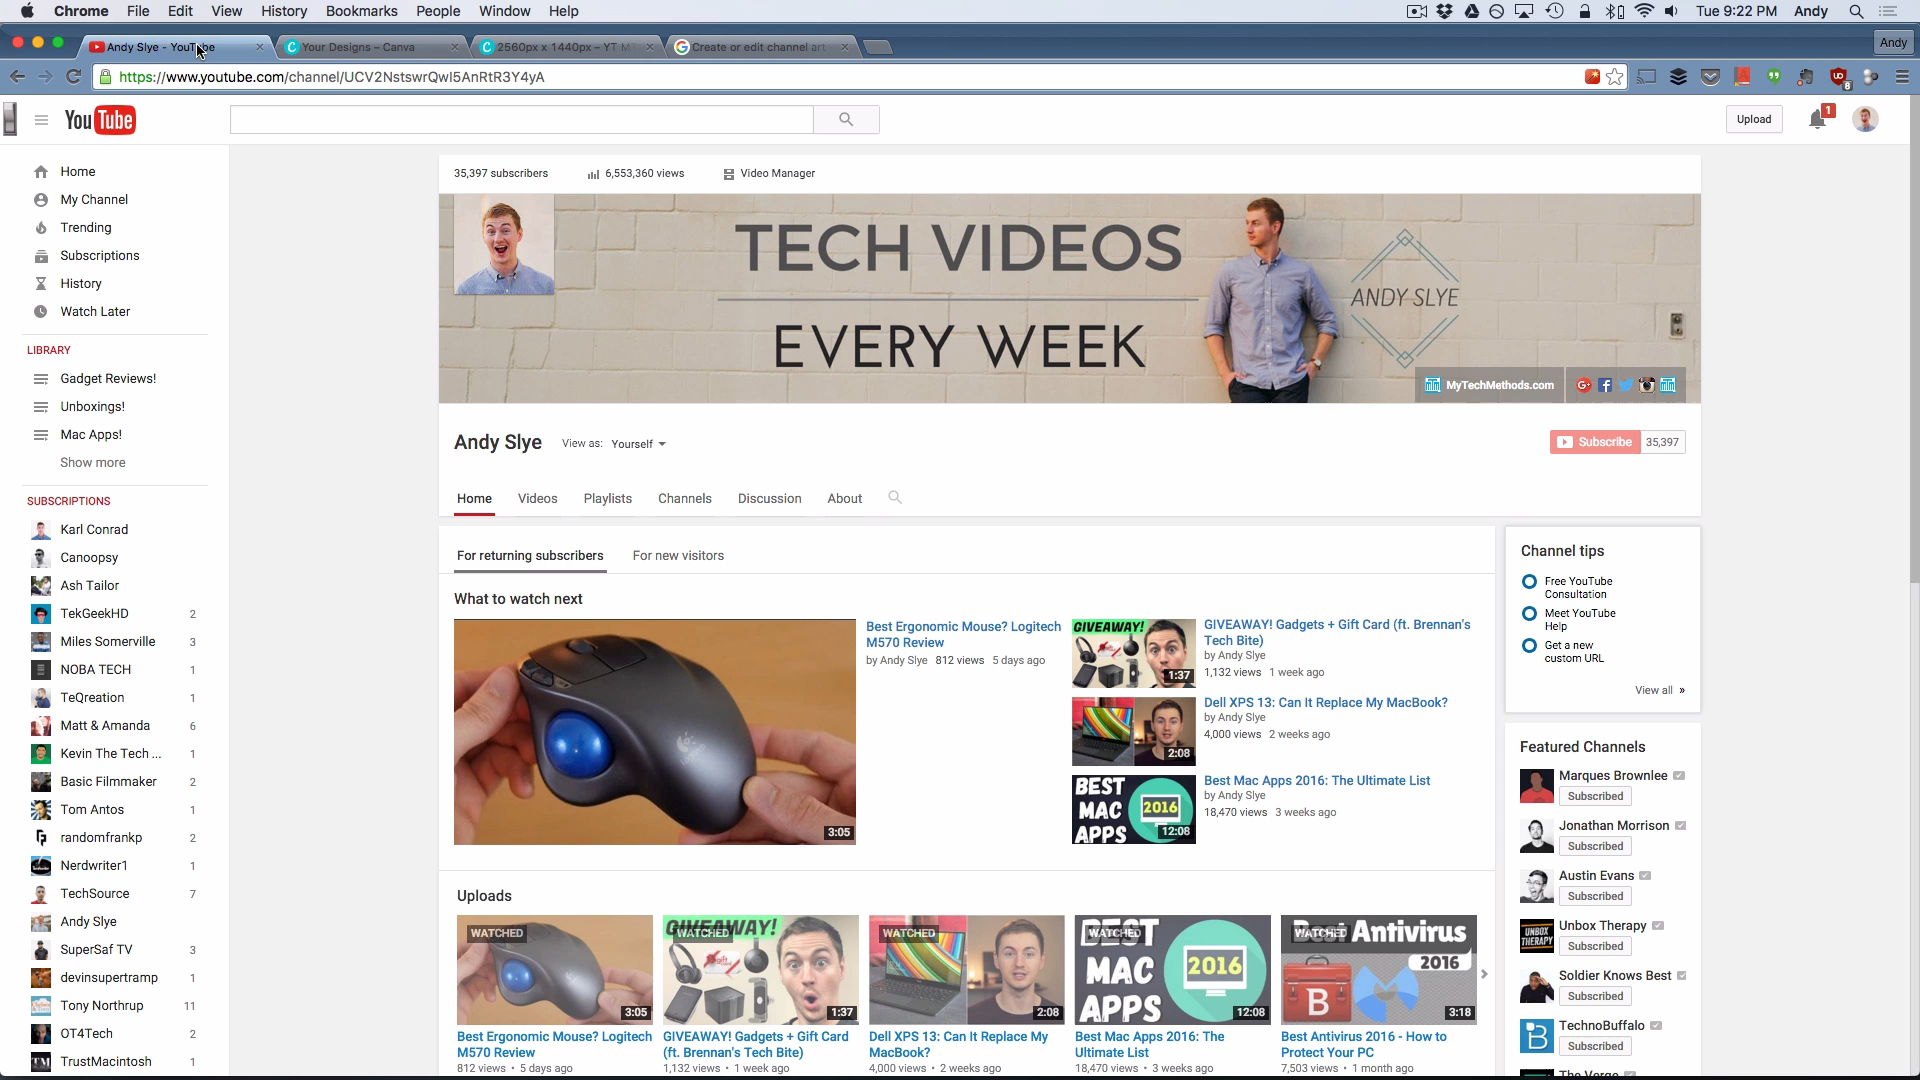 Chrome File Edit View History Bookmarks People Window Help
Tue 9:22 PM Andy
Andy Slye - YouTube
Your Designs – Canva
2560px x 1440px – YT M
Create or edit channel art
Andy
https://www.youtube.com/channel/UCV2NstswrQwI5AnRtR3Y4yA
YouTube
Upload
1
Home
My Channel
Trending
Subscriptions
History
Watch Later
LIBRARY
Gadget Reviews!
Unboxings!
Mac Apps!
Show more
SUBSCRIPTIONS
Karl Conrad
Canoopsy
Ash Tailor
TekGeekHD 2
Miles Somerville 3
NOBA TECH 1
TeQreation 1
Matt & Amanda 6
Kevin The Tech ... 1
Basic Filmmaker 2
Tom Antos 1
randomfrankp 2
Nerdwriter1 1
TechSource 7
Andy Slye
SuperSaf TV 3
devinsupertramp 1
Tony Northrup 11
OT4Tech 2
TrustMacintosh 1
35,397 subscribers
6,553,360 views
Video Manager
TECH VIDEOS
EVERY WEEK
ANDY SLYE
MyTechMethods.com
Andy Slye
View as: Yourself
Subscribe 35,397
Home Videos Playlists Channels Discussion About
For returning subscribers
For new visitors
What to watch next
3:05
Best Ergonomic Mouse? Logitech
M570 Review
by Andy Slye 812 views 5 days ago
GIVEAWAY!
1:37
GIVEAWAY! Gadgets + Gift Card (ft. Brennan's
Tech Bite)
by Andy Slye
1,132 views 1 week ago
2:08
Dell XPS 13: Can It Replace My MacBook?
by Andy Slye
4,000 views 2 weeks ago
BEST
MAC
APPS
2016
12:08
Best Mac Apps 2016: The Ultimate List
by Andy Slye
18,470 views 3 weeks ago
Uploads
WATCHED
3:05
Best Ergonomic Mouse? Logitech
M570 Review
812 views • 5 days ago
GIVEAWAY!
WATCHED
1:37
GIVEAWAY! Gadgets + Gift Card
(ft. Brennan's Tech Bite)
1,132 views • 1 week ago
WATCHED
2:08
Dell XPS 13: Can It Replace My
MacBook?
4,000 views • 2 weeks ago
BEST
WATCHED
MAC
APPS
2016
12:08
Best Mac Apps 2016: The
Ultimate List
18,470 views • 3 weeks ago
Best Antivirus
WATCHED
2016
B
3:18
Best Antivirus 2016 - How to
Protect Your PC
7,503 views • 1 month ago
Channel tips
Free YouTube
Consultation
Meet YouTube
Help
Get a new
custom URL
View all »
Featured Channels
Marques Brownlee
Subscribed
Jonathan Morrison
Subscribed
Austin Evans
Subscribed
UNBOX
THERAPY
Unbox Therapy
Subscribed
Soldier Knows Best
Subscribed
TechnoBuffalo
Subscribed
The Verge